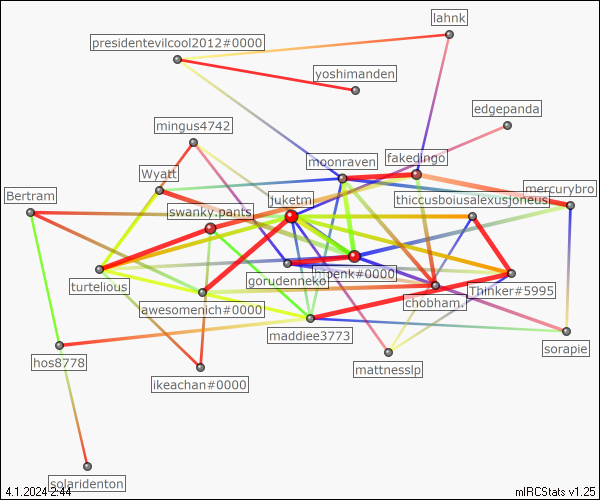 lahnk
presidentevilcool2012#0000
yoshimanden
edgepanda
mingus4742
moonraven
fakedingo
Wyatt
mercurybro
Bertram
juketm
thiccusboiusalexusjoneus
swanky.pants
gorudenneko
penk#0000
turtelious
Thinker#5995
chobham.
awesomenich#0000
maddiee3773
sorapie
hos8778
mattnesslp
ikeachan#0000
solaridenton
4.1.2024 2:44
mIRCStats v1.25